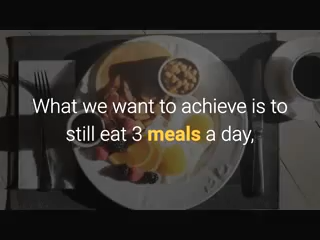 What we want to achieve is to
still eat 3 meals a day,